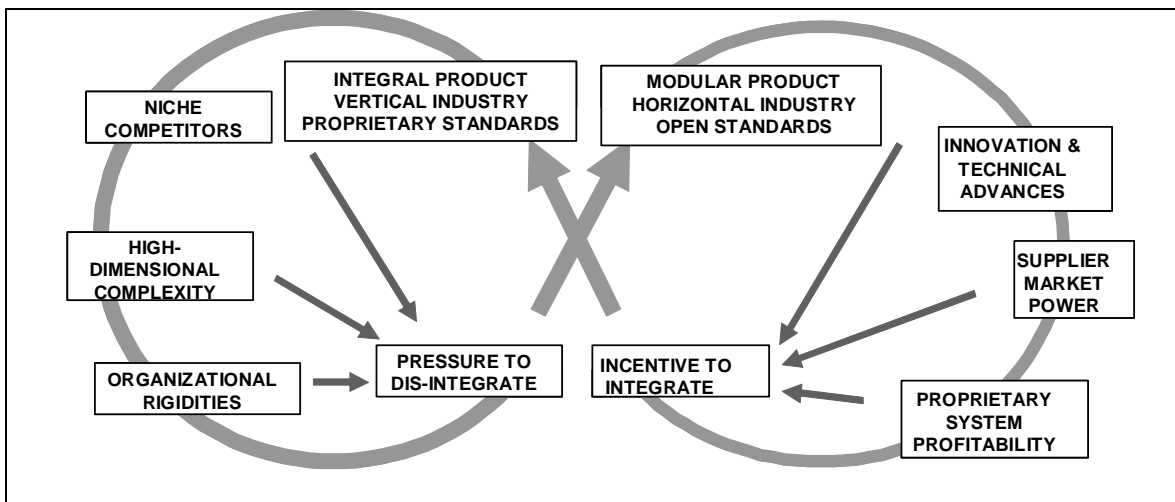 INTEGRAL PRODUCT
VERTICAL INDUSTRY
PROPRIETARY STANDARDS
MODULAR PRODUCT
HORIZONTAL INDUSTRY
OPEN STANDARDS
NICHE
COMPETITORS
INNOVATION &
TECHNICAL
ADVANCES
HIGH-
DIMENSIONAL
COMPLEXITY
SUPPLIER
MARKET
POWER
PRESSURE TO
DIS-INTEGRATE
INCENTIVE TO
INTEGRATE
ORGANIZATIONAL
RIGIDITIES
PROPRIETARY
SYSTEM
PROFITABILITY